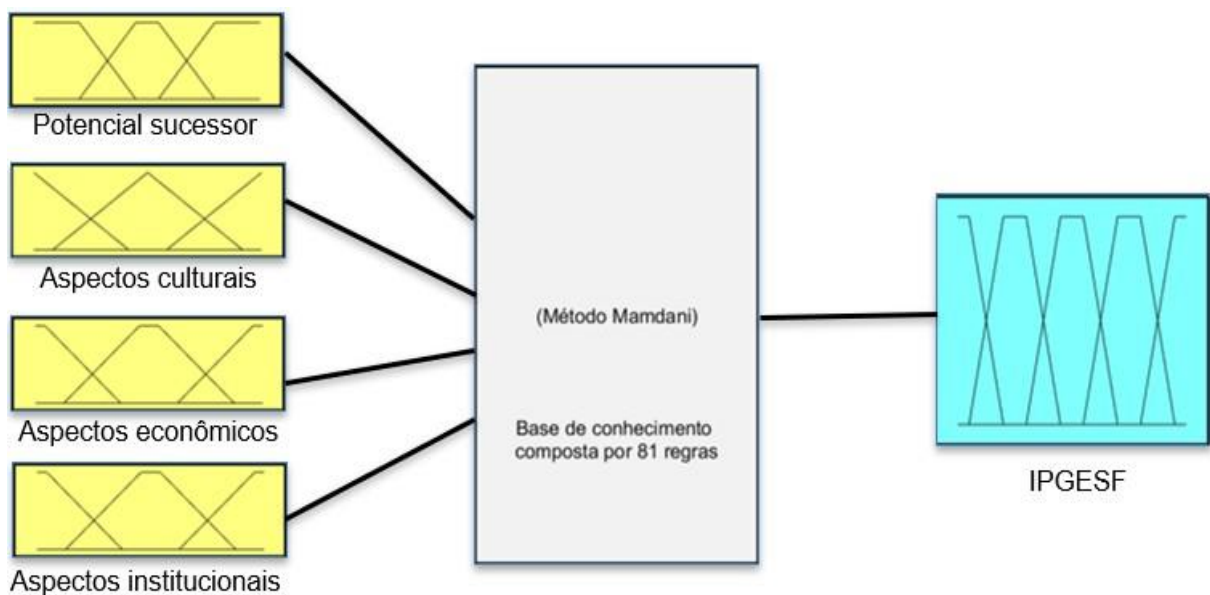 Potencial sucessor
Aspectos culturais
Aspectos econômicos
Aspectos institucionais
(Método Mamdani)
Base de conhecimento
composta por 81 regras
IPGESF